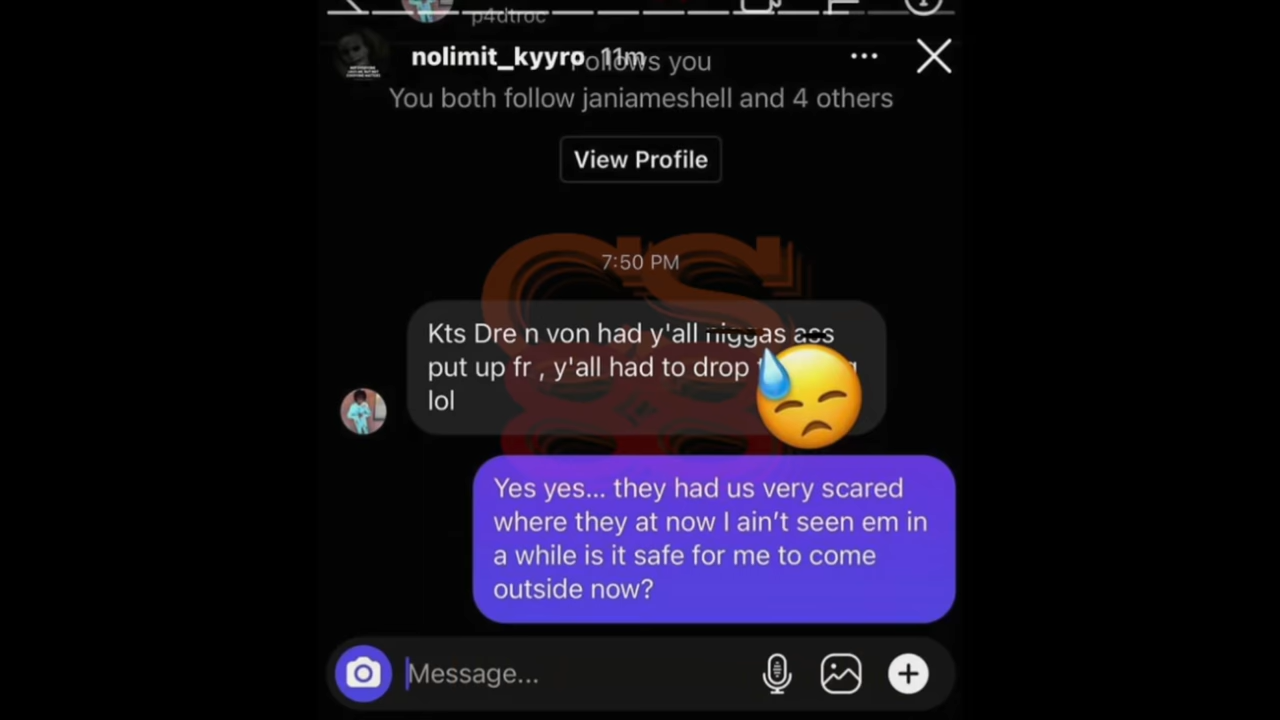 p4dtroc
nolimit_kyyro 11m
Follows you
You both follow janiameshell and 4 others
View Profile
7:50 PM
Kts Dre n von had y'all niggas ass
put up fr , y'all had to drop
lol
Yes yes... they had us very scared
where they at now I ain't seen em in
a while is it safe for me to come
outside now?
Message...